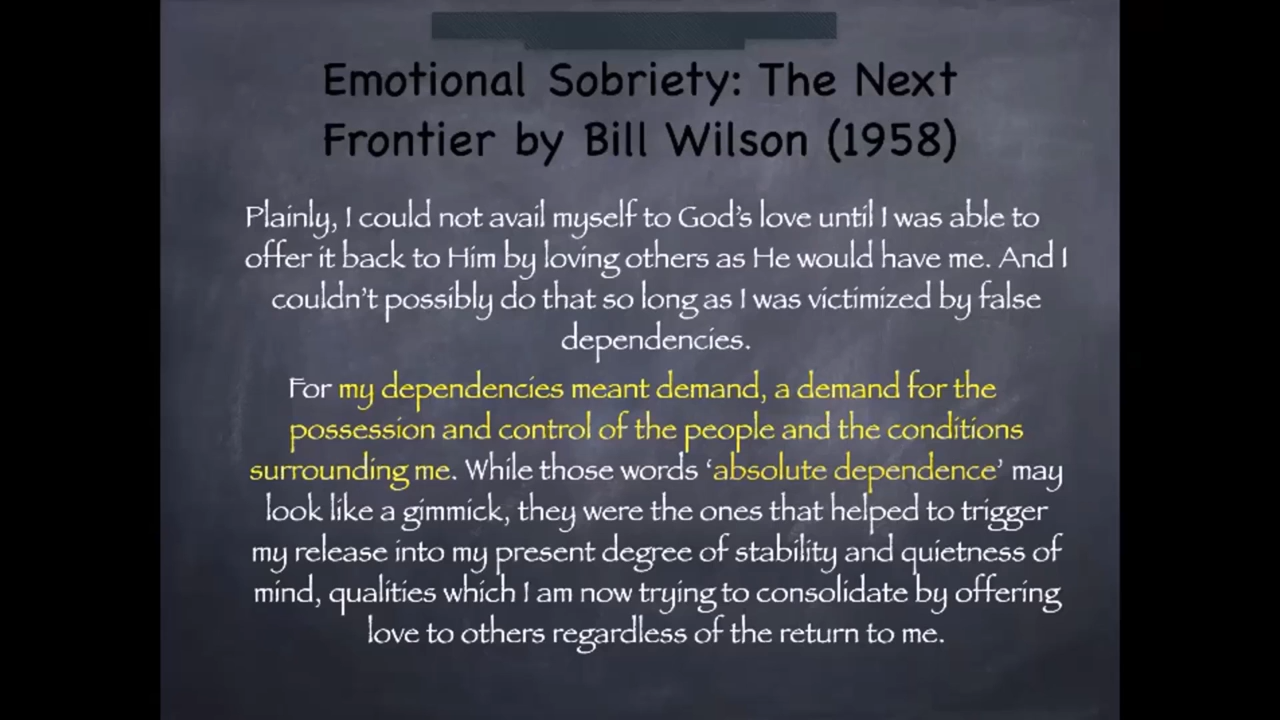 Emotional Sobriety: The Next
Frontier by Bill Wilson (1958)
Plainly, I could not avail myself to God’s love until I was able to
offer it back to Him by loving others as He would have me. And I
couldn’t possibly do that so long as I was victimized by false
dependencies.
For my dependencies meant demand, a demand for the
possession and control of the people and the conditions
surrounding me. While those words ‘absolute dependence’ may
look like a gimmick, they were the ones that helped to trigger
my release into my present degree of stability and quietness of
mind, qualities which I am now trying to consolidate by offering
love to others regardless of the return to me.